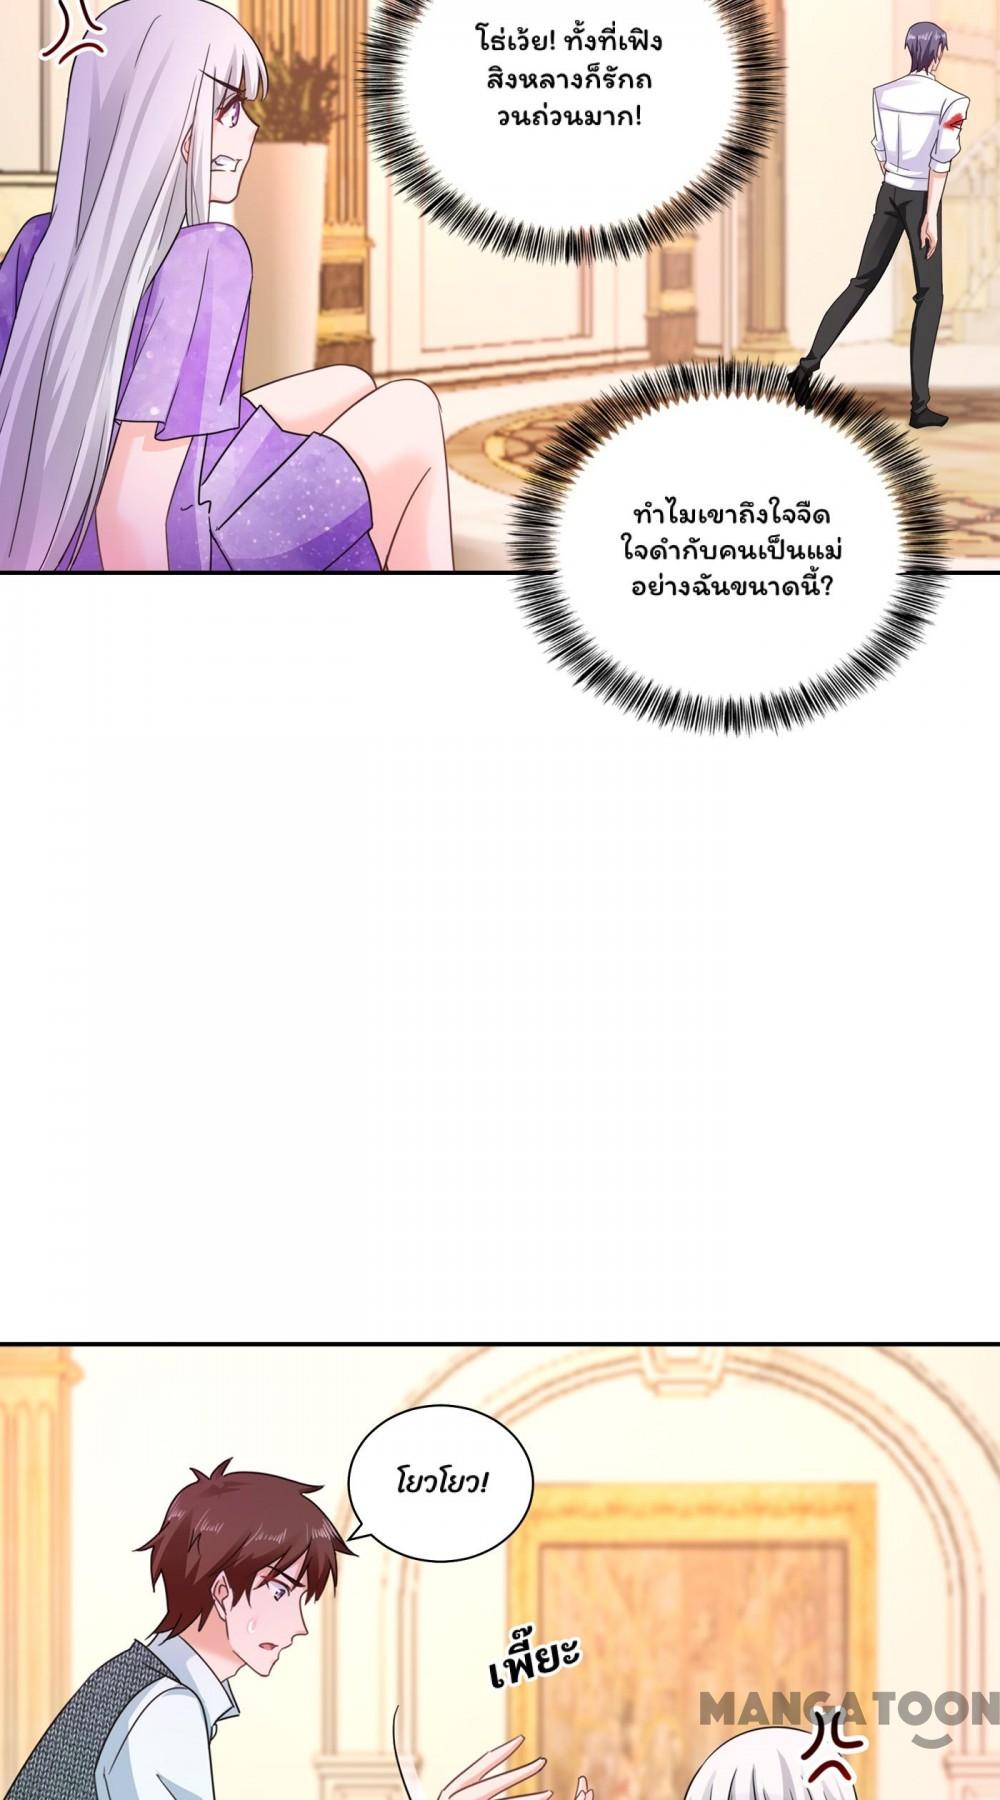 โธ่เว้ย! ทั้งที่เฟิง
สิงหลางก็รักถ
วนถ่วนมาก!
ทำไมเขาถึงใจจืด
ใจดำกับคนเป็นแม่
อย่างฉันขนาดนี้?
โยวโยว!
เพี๊ยะ
MANGATOON